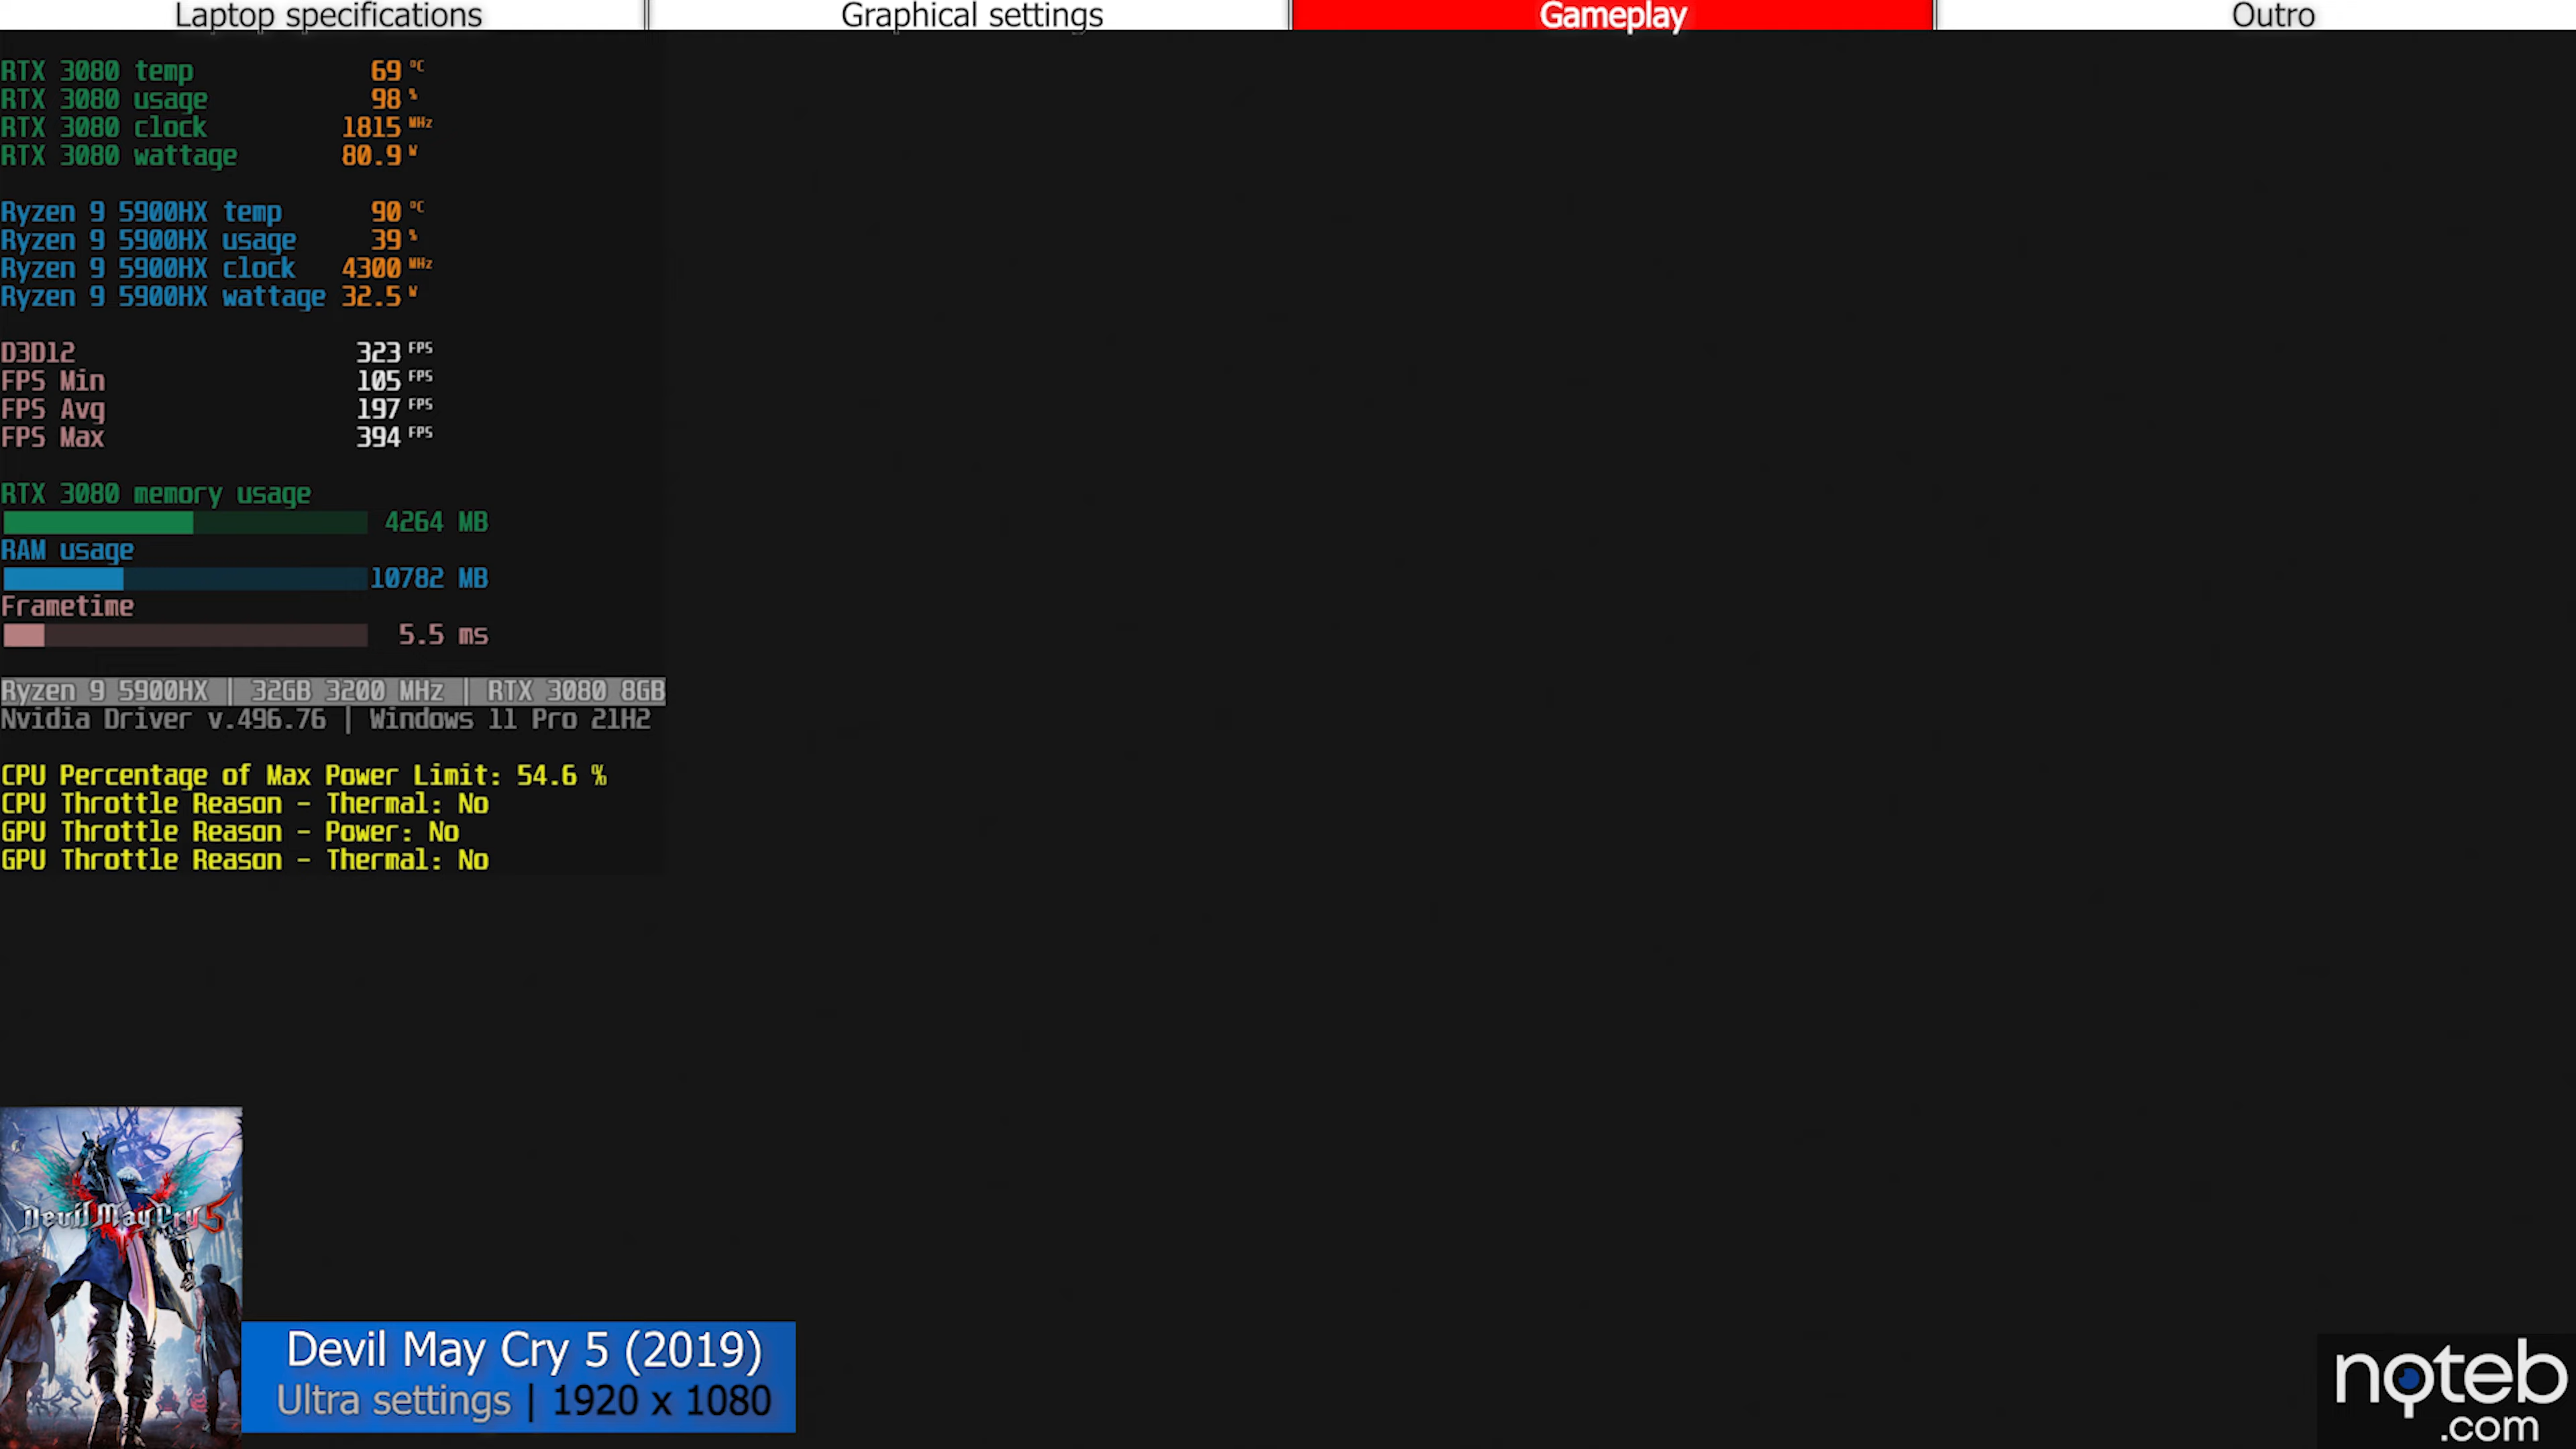 Laptop specifications
Graphical settings
Gameplay
Outro
RTX 3080 temp 69 °C
RTX 3080 usage 98 %
RTX 3080 clock 1815 MHz
RTX 3080 wattage 80.9 W
Ryzen 9 5900HX temp 90 °C
Ryzen 9 5900HX usage 39 %
Ryzen 9 5900HX clock 4300 MHz
Ryzen 9 5900HX wattage 32.5 W
D3D12 323 FPS
FPS Min 105 FPS
FPS Avg 197 FPS
FPS Max 394 FPS
RTX 3080 memory usage
4264 MB
RAM usage
10782 MB
Frametime
5.5 ms
Ryzen 9 5900HX | 32GB 3200 MHz | RTX 3080 8GB
Nvidia Driver v.496.76 | Windows 11 Pro 21H2
CPU Percentage of Max Power Limit: 54.6 %
CPU Throttle Reason - Thermal: No
GPU Throttle Reason - Power: No
GPU Throttle Reason - Thermal: No
Devil May Cry 5
Devil May Cry 5 (2019)
Ultra settings | 1920 x 1080
noteb
.com